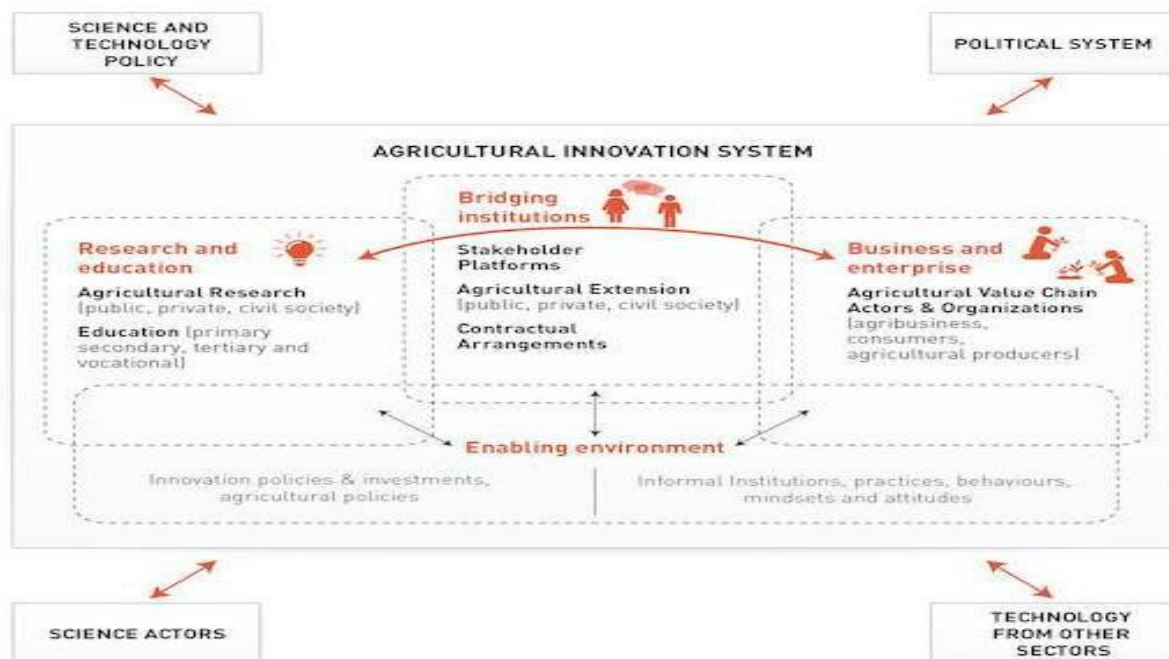 SCIENCE AND
TECHNOLOGY
POLICY
POLITICAL SYSTEM
AGRICULTURAL INNOVATION SYSTEM
Bridging
institutions
Stakeholder
Platforms
Agricultural Extension
[public, private, civil society]
Contractual
Arrangements
Research and
education
Agricultural Research
[public, private, civil society]
Education [primary
secondary, tertiary and
vocational]
Business and
enterprise
Agricultural Value Chain
Actors & Organizations
[agribusiness,
consumers,
agricultural producers]
Enabling environment
Innovation policies & investments,
agricultural policies
Informal Institutions, practices, behaviours,
mindsets and attitudes
SCIENCE ACTORS
TECHNOLOGY
FROM OTHER
SECTORS